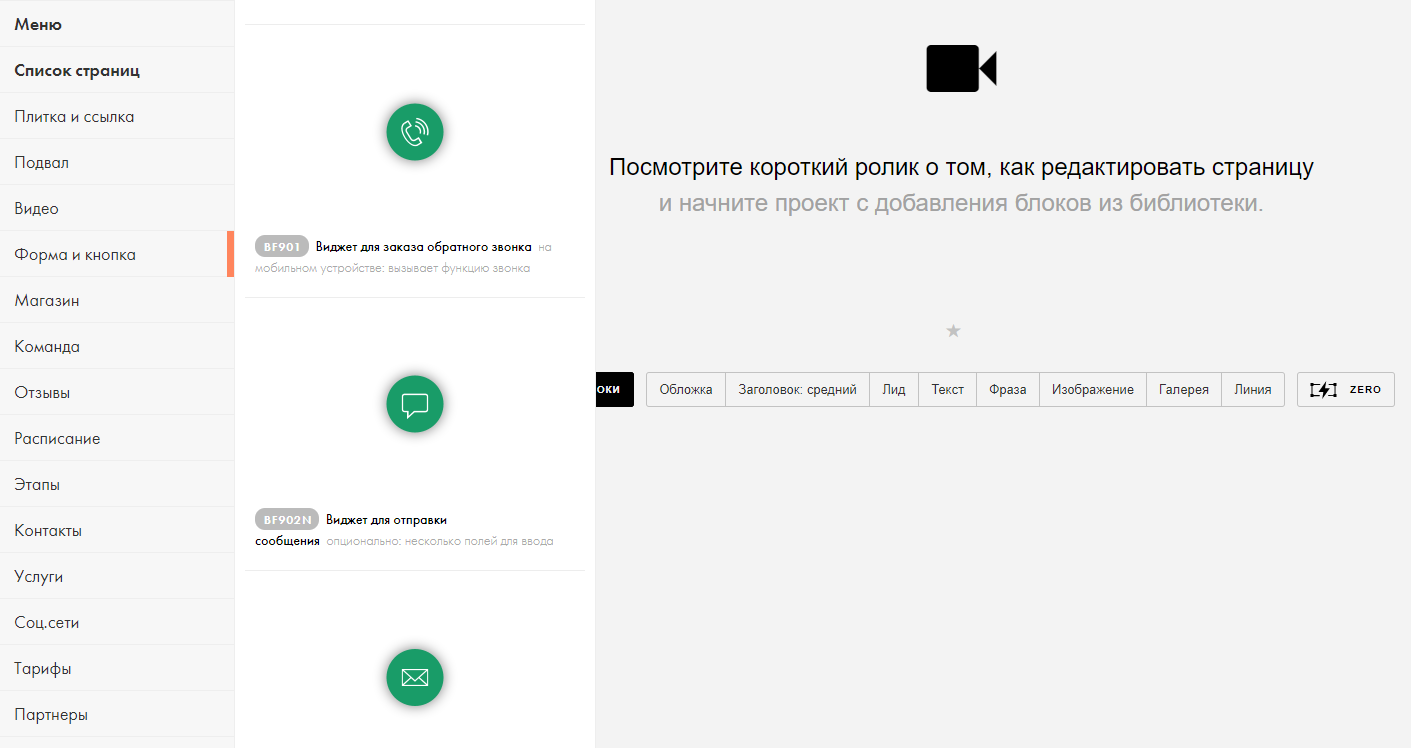 Меню
Список страниц
Плитка и ссылка
Подвал
Видео
Форма и кнопка
Магазин
Команда
Отзывы
Расписание
Этапы
Контакты
Услуги
Соц.сети
Тарифы
Партнеры
BF901 Виджет для заказа обратного звонка на
мобильном устройстве: вызывает функцию звонка
BF902N Виджет для отправки
сообщения опционально: несколько полей для ввода
Посмотрите короткий ролик о том, как редактировать страницу
и начните проект с добавления блоков из библиотеки.
ОКИ Обложка Заголовок: средний Лид Текст Фраза Изображение Галерея Линия ZERO